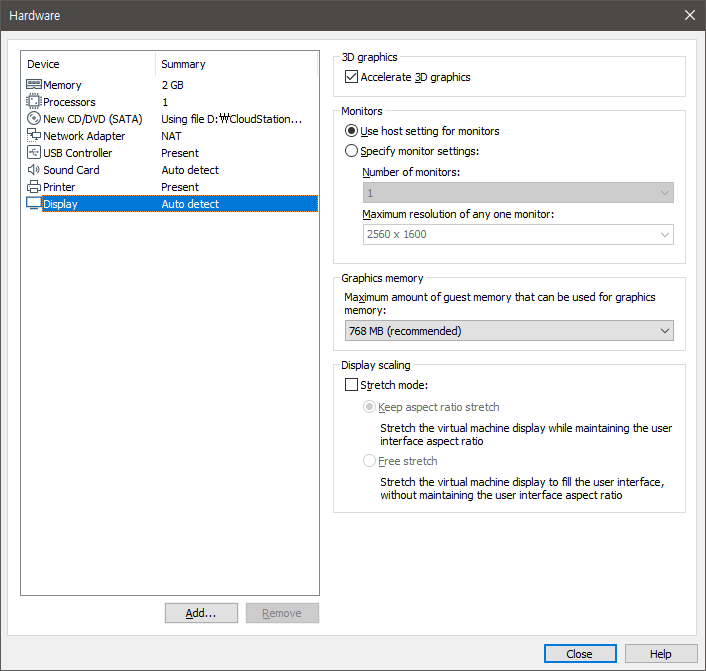 Hardware
Device Summary
Memory 2 GB
Processors 1
New CD/DVD (SATA) Using file D:₩CloudStation...
Network Adapter NAT
USB Controller Present
Sound Card Auto detect
Printer Present
Display Auto detect
Add...
Remove
3D graphics
Accelerate 3D graphics
Monitors
Use host setting for monitors
Specify monitor settings:
Number of monitors:
1
Maximum resolution of any one monitor:
2560 x 1600
Graphics memory
Maximum amount of guest memory that can be used for graphics
memory:
768 MB (recommended)
Display scaling
Stretch mode:
Keep aspect ratio stretch
Stretch the virtual machine display while maintaining the user
interface aspect ratio
Free stretch
Stretch the virtual machine display to fill the user interface,
without maintaining the user interface aspect ratio
Close
Help